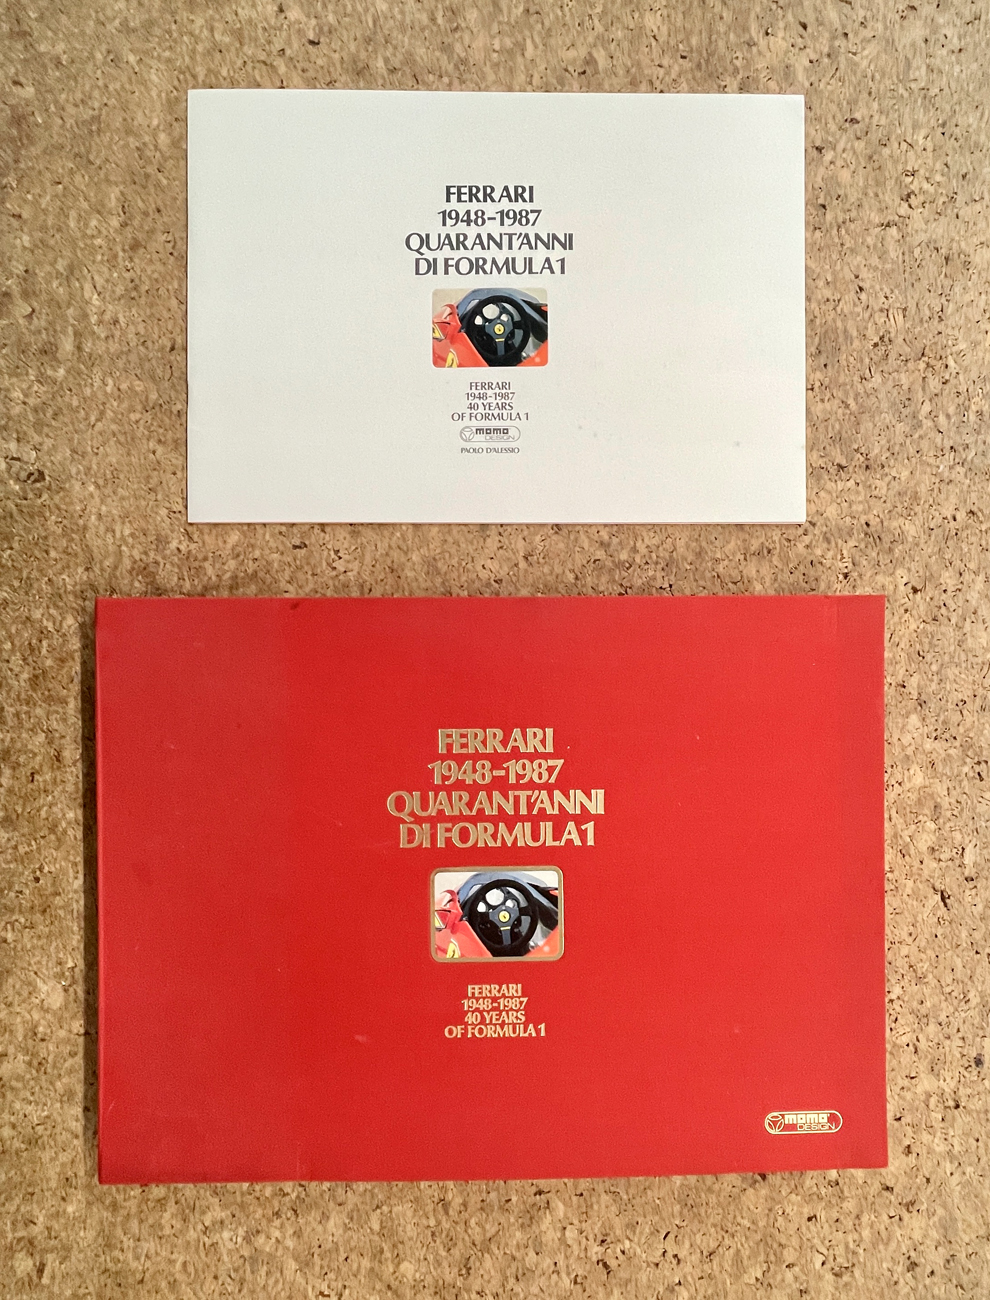 FERRARI
1948-1987
QUARANT'ANNI
DI FORMULA 1
FERRARI
1948-1987
40 YEARS
OF FORMULA 1
momo
DESIGN
PAOLO D'ALESSIO
FERRARI
1948-1987
QUARANT'ANNI
DI FORMULA 1
FERRARI
1948-1987
40 YEARS
OF FORMULA 1
momo
DESIGN